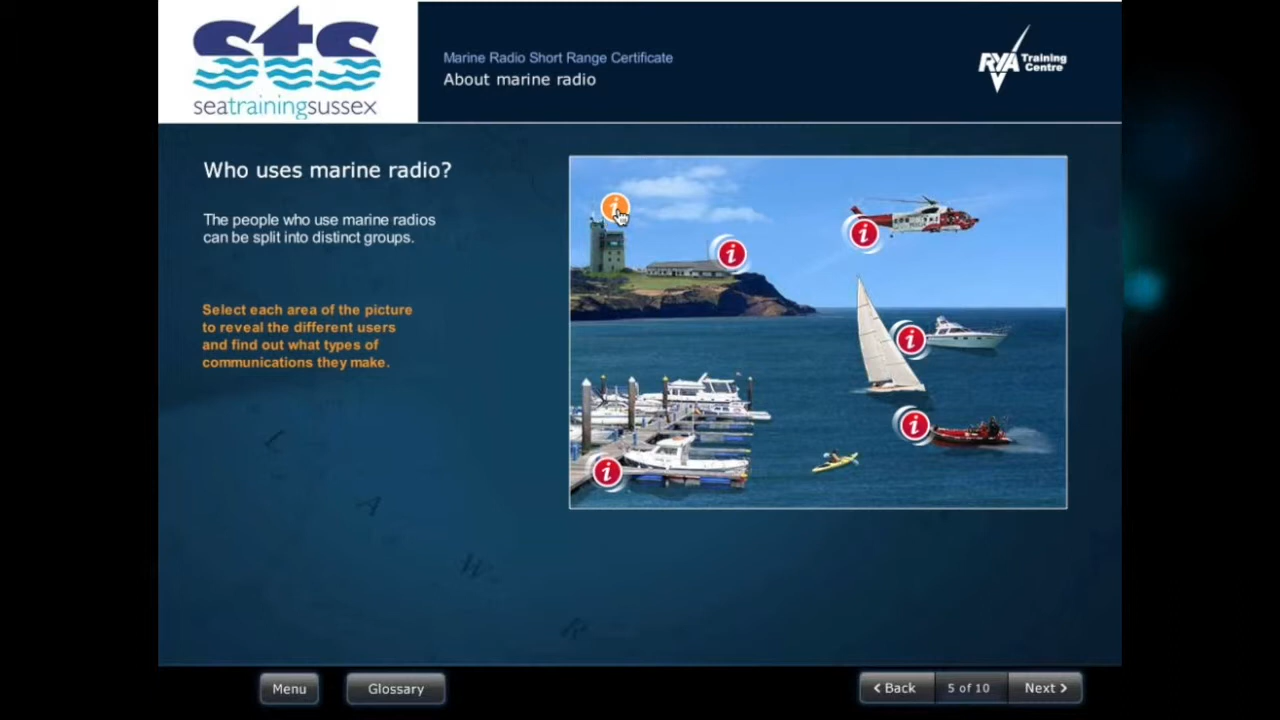 sts
seatrainingsussex
Marine Radio Short Range Certificate
About marine radio
RYA Training
Centre
Who uses marine radio?
The people who use marine radios
can be split into distinct groups.
Select each area of the picture
to reveal the different users
and find out what types of
communications they make.
i
i
i
i
i
i
A
W
R
Menu
Glossary
< Back
5 of 10
Next >